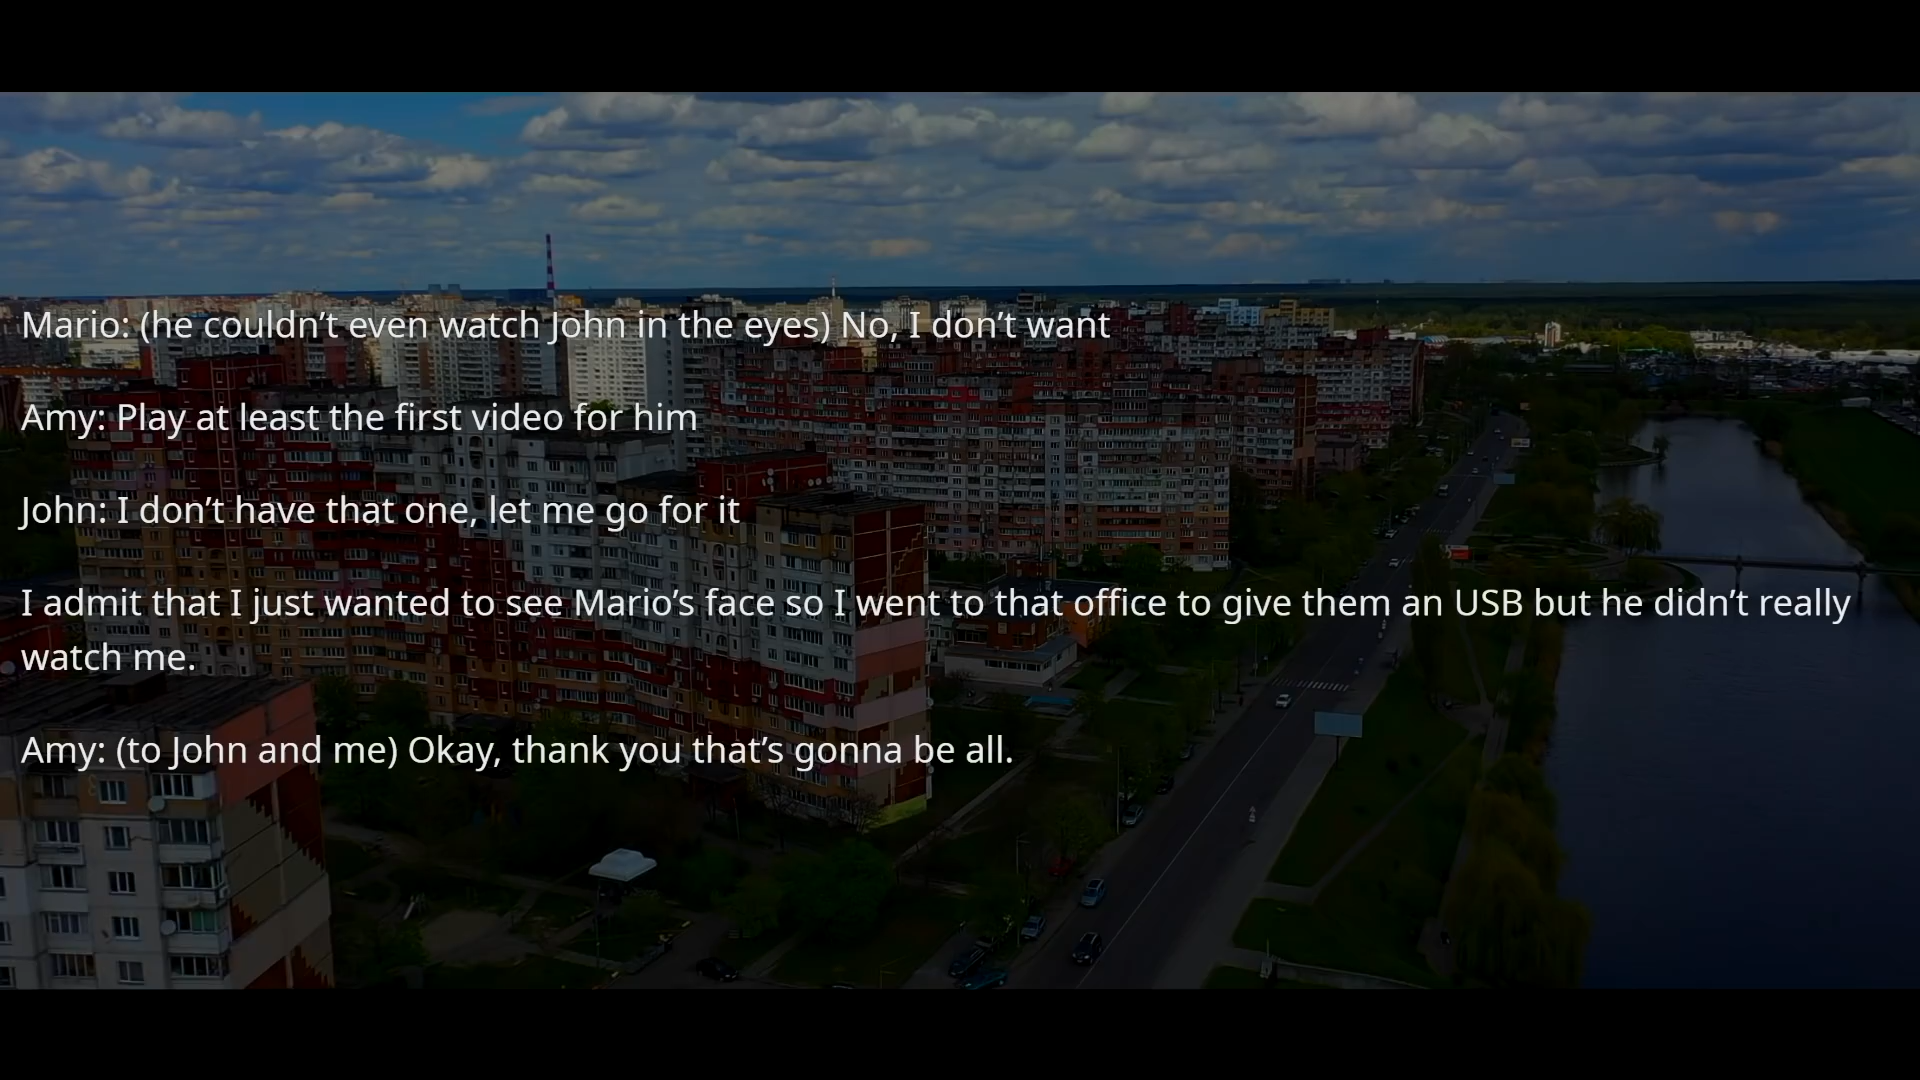 Mario: (he couldn’t even watch John in the eyes) No, I don’t want
Amy: Play at least the first video for him
John: I don’t have that one, let me go for it
I admit that I just wanted to see Mario’s face so I went to that office to give them an USB but he didn’t really
watch me.
Amy: (to John and me) Okay, thank you that’s gonna be all.